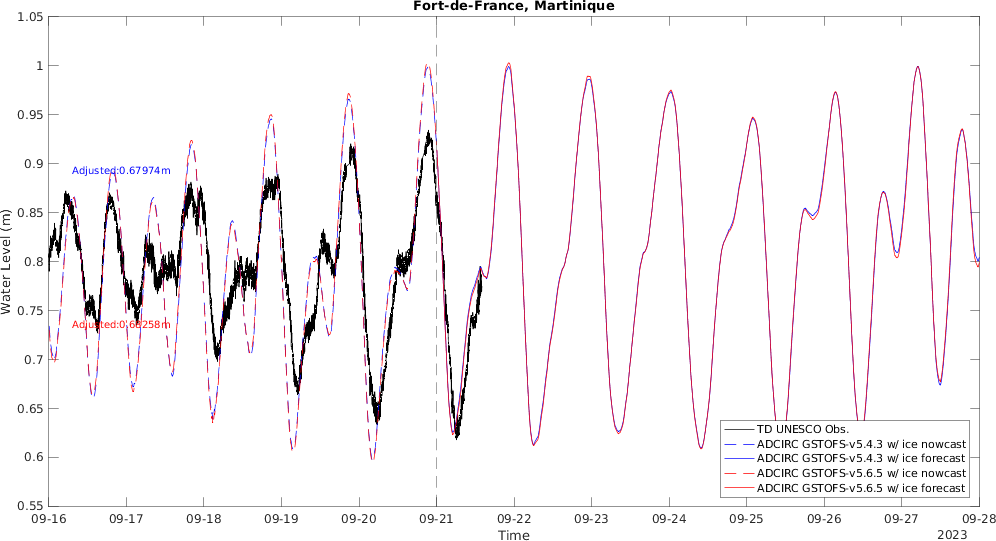 Fort-de-France, Martinique
1.05
1
0.95
0.9
0.85
0.8
0.75
0.7
0.65
0.6
0.55
Water Level (m)
Adjusted:0.67974m
TD UNESCO Obs.
ADCIRC GSTOFS-v5.4.3 w/ ice nowcast
ADCIRC GSTOFS-v5.4.3 w/ ice forecast
ADCIRC GSTOFS-v5.6.5 w/ ice nowcast
ADCIRC GSTOFS-v5.6.5 w/ ice forecast
09-16 09-17 09-18 09-19 09-20 09-21 09-22 09-23 09-24 09-25 09-26 09-27 09-28
Time
2023